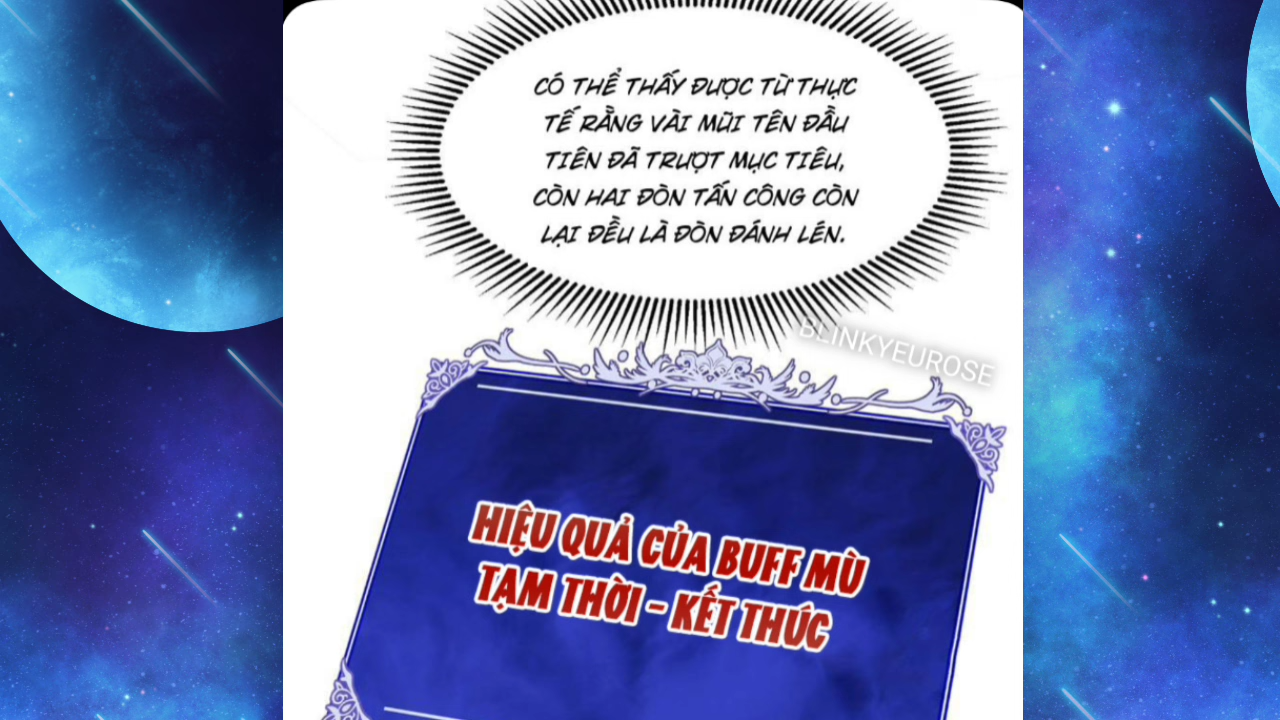 CÓ THỂ THẤY ĐƯỢC TỪ THỰC
TẾ RẰNG VÀI MŨI TÊN ĐẦU
TIÊN ĐÃ TRƯỢT MỤC TIÊU,
CÒN HAI ĐÒN TẤN CÔNG CÒN
LẠI ĐỀU LÀ ĐÒN ĐÁNH LÉN.
BLINKYEUROSE
HIỆU QUẢ CỦA BUFF MÙ
TẠM THỜI - KẾT THÚC